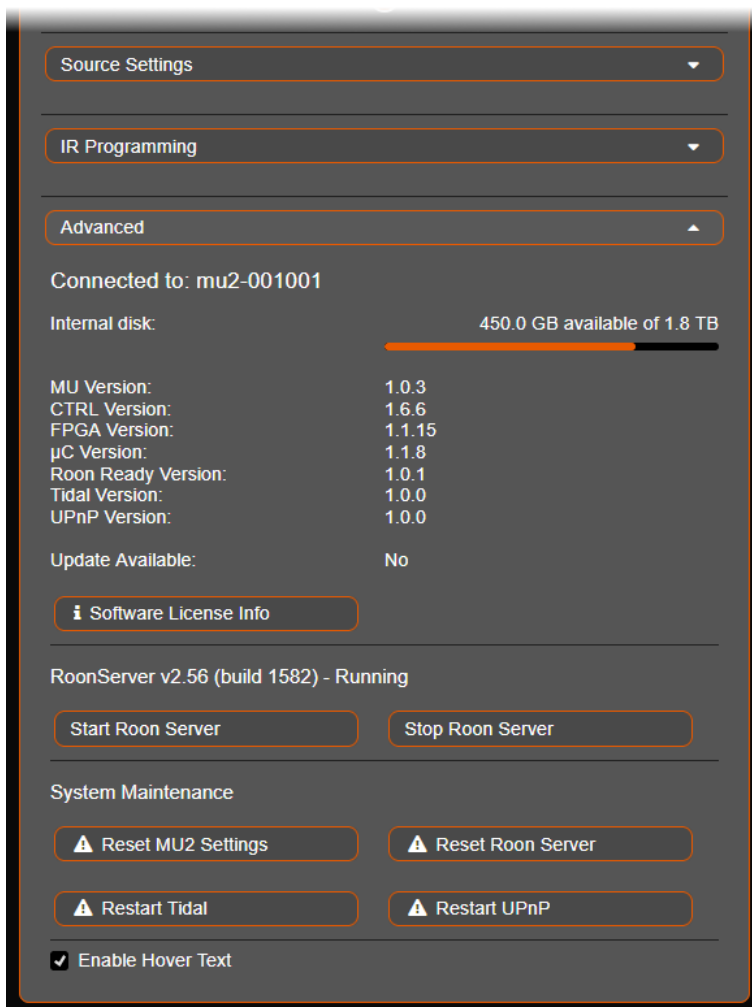 Source Settings
IR Programming
Advanced
Connected to: mu2-001001
Internal disk: 450.0 GB available of 1.8 TB
MU Version: 1.0.3
CTRL Version: 1.6.6
FPGA Version: 1.1.15
µC Version: 1.1.8
Roon Ready Version: 1.0.1
Tidal Version: 1.0.0
UPnP Version: 1.0.0
Update Available: No
Software License Info
RoonServer v2.56 (build 1582) - Running
Start Roon Server Stop Roon Server
System Maintenance
Reset MU2 Settings Reset Roon Server
Restart Tidal Restart UPnP
Enable Hover Text